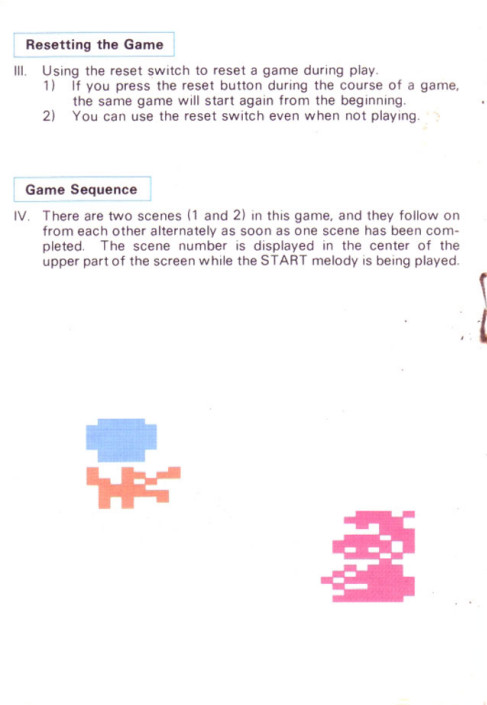 Resetting the Game
III. Using the reset switch to reset a game during play.
1) If you press the reset button during the course of a game,
the same game will start again from the beginning.
2) You can use the reset switch even when not playing.
Game Sequence
IV. There are two scenes (1 and 2) in this game, and they follow on
from each other alternately as soon as one scene has been com-
pleted. The scene number is displayed in the center of the
upper part of the screen while the START melody is being played.